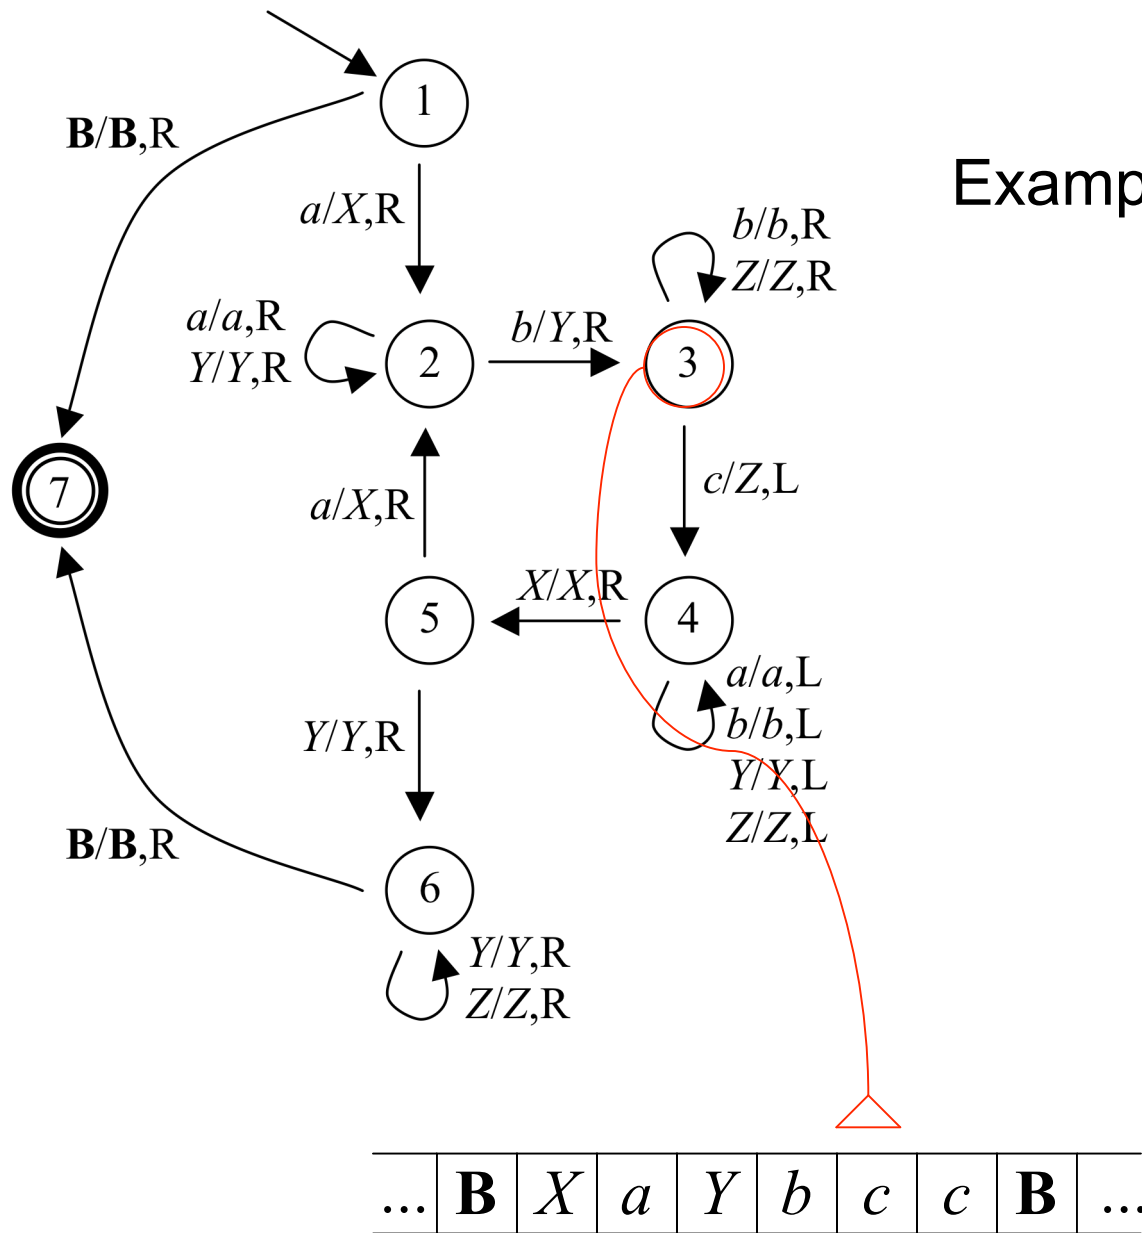 1
B/B,R
Examp
a/X,R
b/b,R
Z/Z,R
a/a,R
Y/Y,R
2
b/Y,R
3
7
a/X,R
c/Z,L
5
X/X,R
4
a/a,L
b/b,L
Y/Y,L
Z/Z,L
Y/Y,R
B/B,R
6
Y/Y,R
Z/Z,R
... B X a Y b c c B ...